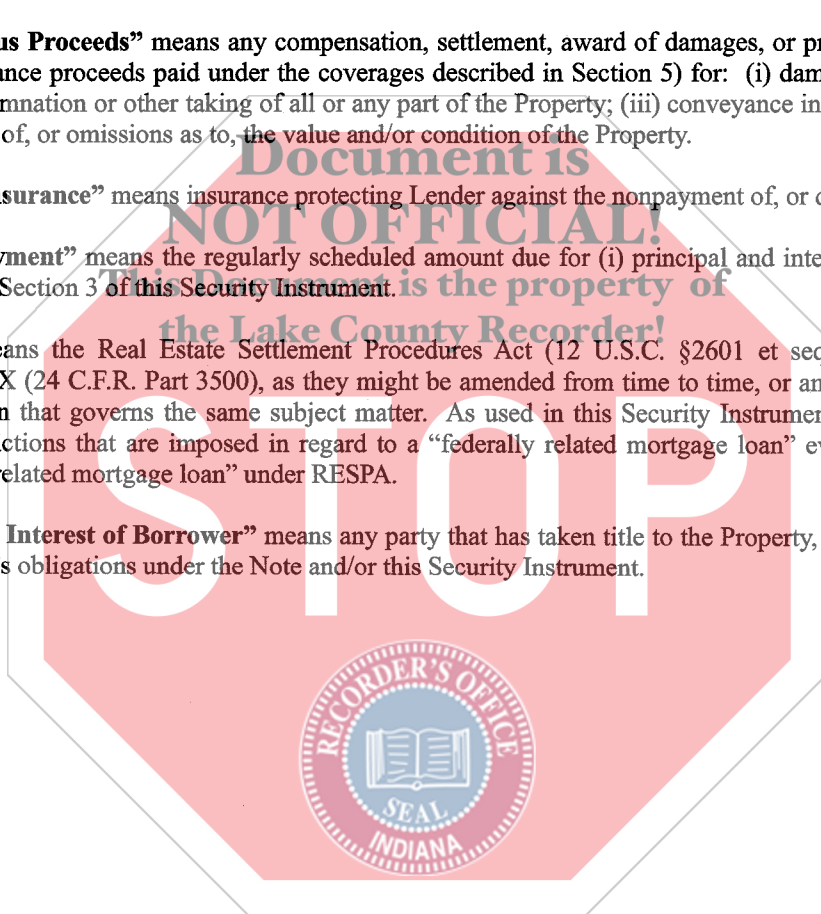 us Proceeds” means any compensation, settlement, award of damages, or
ance proceeds paid under the coverages described in Section 5) for: (i)
mnation or other taking of all or any part of the Property; (iii) conveyance in
of, or omissions as to, the value and/or condition of the Property.
Document is
surance” means insurance protecting Lender against the nonpayment of, or
NOT OFFICIAL!
ment” means the regularly scheduled amount due for (i) principal and
This Document is the property of
Section 3 of this Security Instrument.
the Lake County Recorder!
ans the Real Estate Settlement Procedures Act (12 U.S.C. §2601 et seq
X (24 C.F.R. Part 3500), as they might be amended from time to time, or
n that governs the same subject matter. As used in this Security
ctions that are imposed in regard to a “federally related mortgage loan”
elated mortgage loan” under RESPA.
STOP
Interest of Borrower” means any party that has taken title to the Property,
s obligations under the Note and/or this Security Instrument.
RECORDER'S OFFICE
SEAL
INDIANA